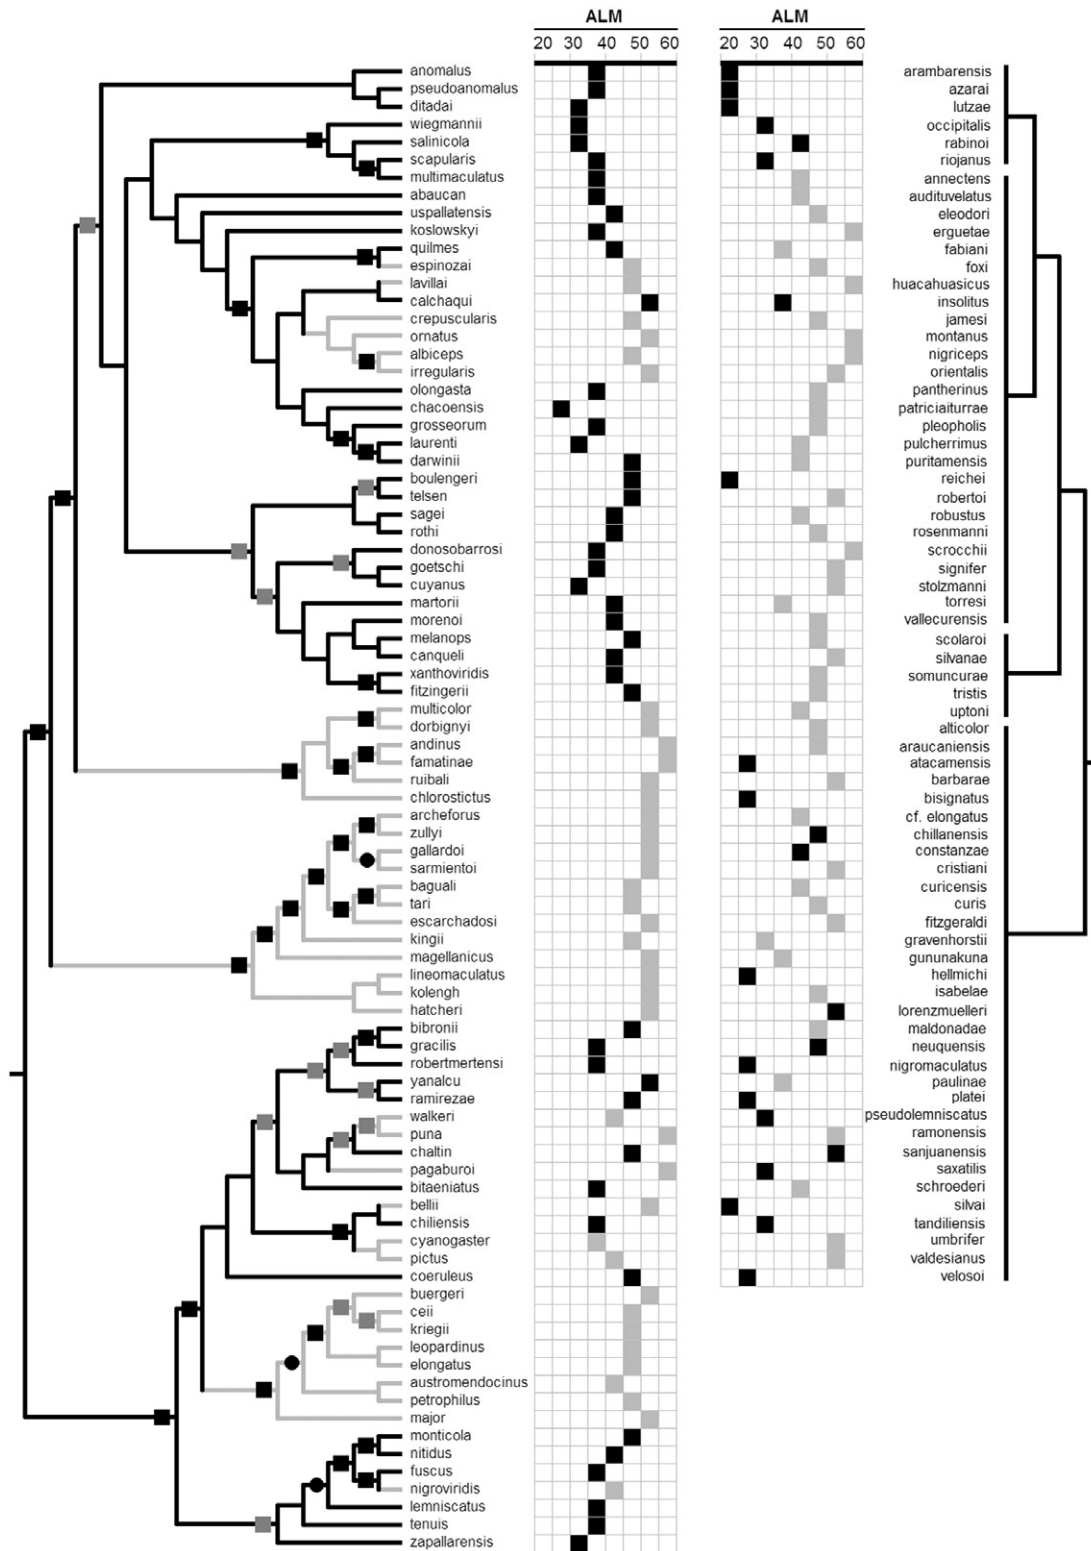 ALM
20 30 40 50 60
anomalus
pseudoanomalus
ditadai
wiegmannii
salinicola
scapularis
multimaculatus
abaucan
uspallatensis
koslowskyi
quilmes
espinozai
lavillai
calchaqui
crepuscularis
ornatus
albiceps
irregularis
olongasta
chacoensis
grosseorum
laurenti
darwinii
boulengeri
telsen
sagei
rothi
donosobarrosi
goetschi
cuyanus
martorii
morenoi
melanops
canqueli
xanthoviridis
fitzingerii
multicolor
dorbignyi
andinus
famatinae
ruibali
chlorostictus
archeforus
zullyi
gallardoi
sarmientoi
baguali
tari
escarchadosi
kingii
magellanicus
lineomaculatus
kolengh
hatcheri
bibronii
gracilis
robertmertensi
yanalcu
ramirezae
walkeri
puna
chaltin
pagaburoi
bitaeniatus
bellii
chiliensis
cyanogaster
pictus
coeruleus
buergeri
ceii
kriegii
leopardinus
elongatus
austromendocinus
petrophilus
major
monticola
nitidus
fuscus
nigroviridis
lemniscatus
tenuis
zapallarensis
ALM
20 30 40 50 60
arambarensis
azarai
lutzae
occipitalis
rabinoi
riojanus
annectens
audituvelatus
eleodori
erguetae
fabiani
foxi
huacahuasicus
insolitus
jamesi
montanus
nigriceps
orientalis
pantherinus
patriciaiturrae
pleopholis
pulcherrimus
puritamensis
reichei
robertoi
robustus
rosenmanni
scrocchii
signifer
stolzmanni
torresi
vallecurensis
scolaroi
silvanae
somuncurae
tristis
uptoni
alticolor
araucaniensis
atacamensis
barbarae
bisignatus
cf. elongatus
chillanensis
constanzae
cristiani
curicensis
curis
fitzgeraldi
gravenhorstii
gununakuna
hellmichi
isabelae
lorenzmuelleri
maldonadae
neuquensis
nigromaculatus
paulinae
platei
pseudolemniscatus
ramonensis
sanjuanensis
saxatilis
schroederi
silvai
tandiliensis
umbrifer
valdesianus
velosoi